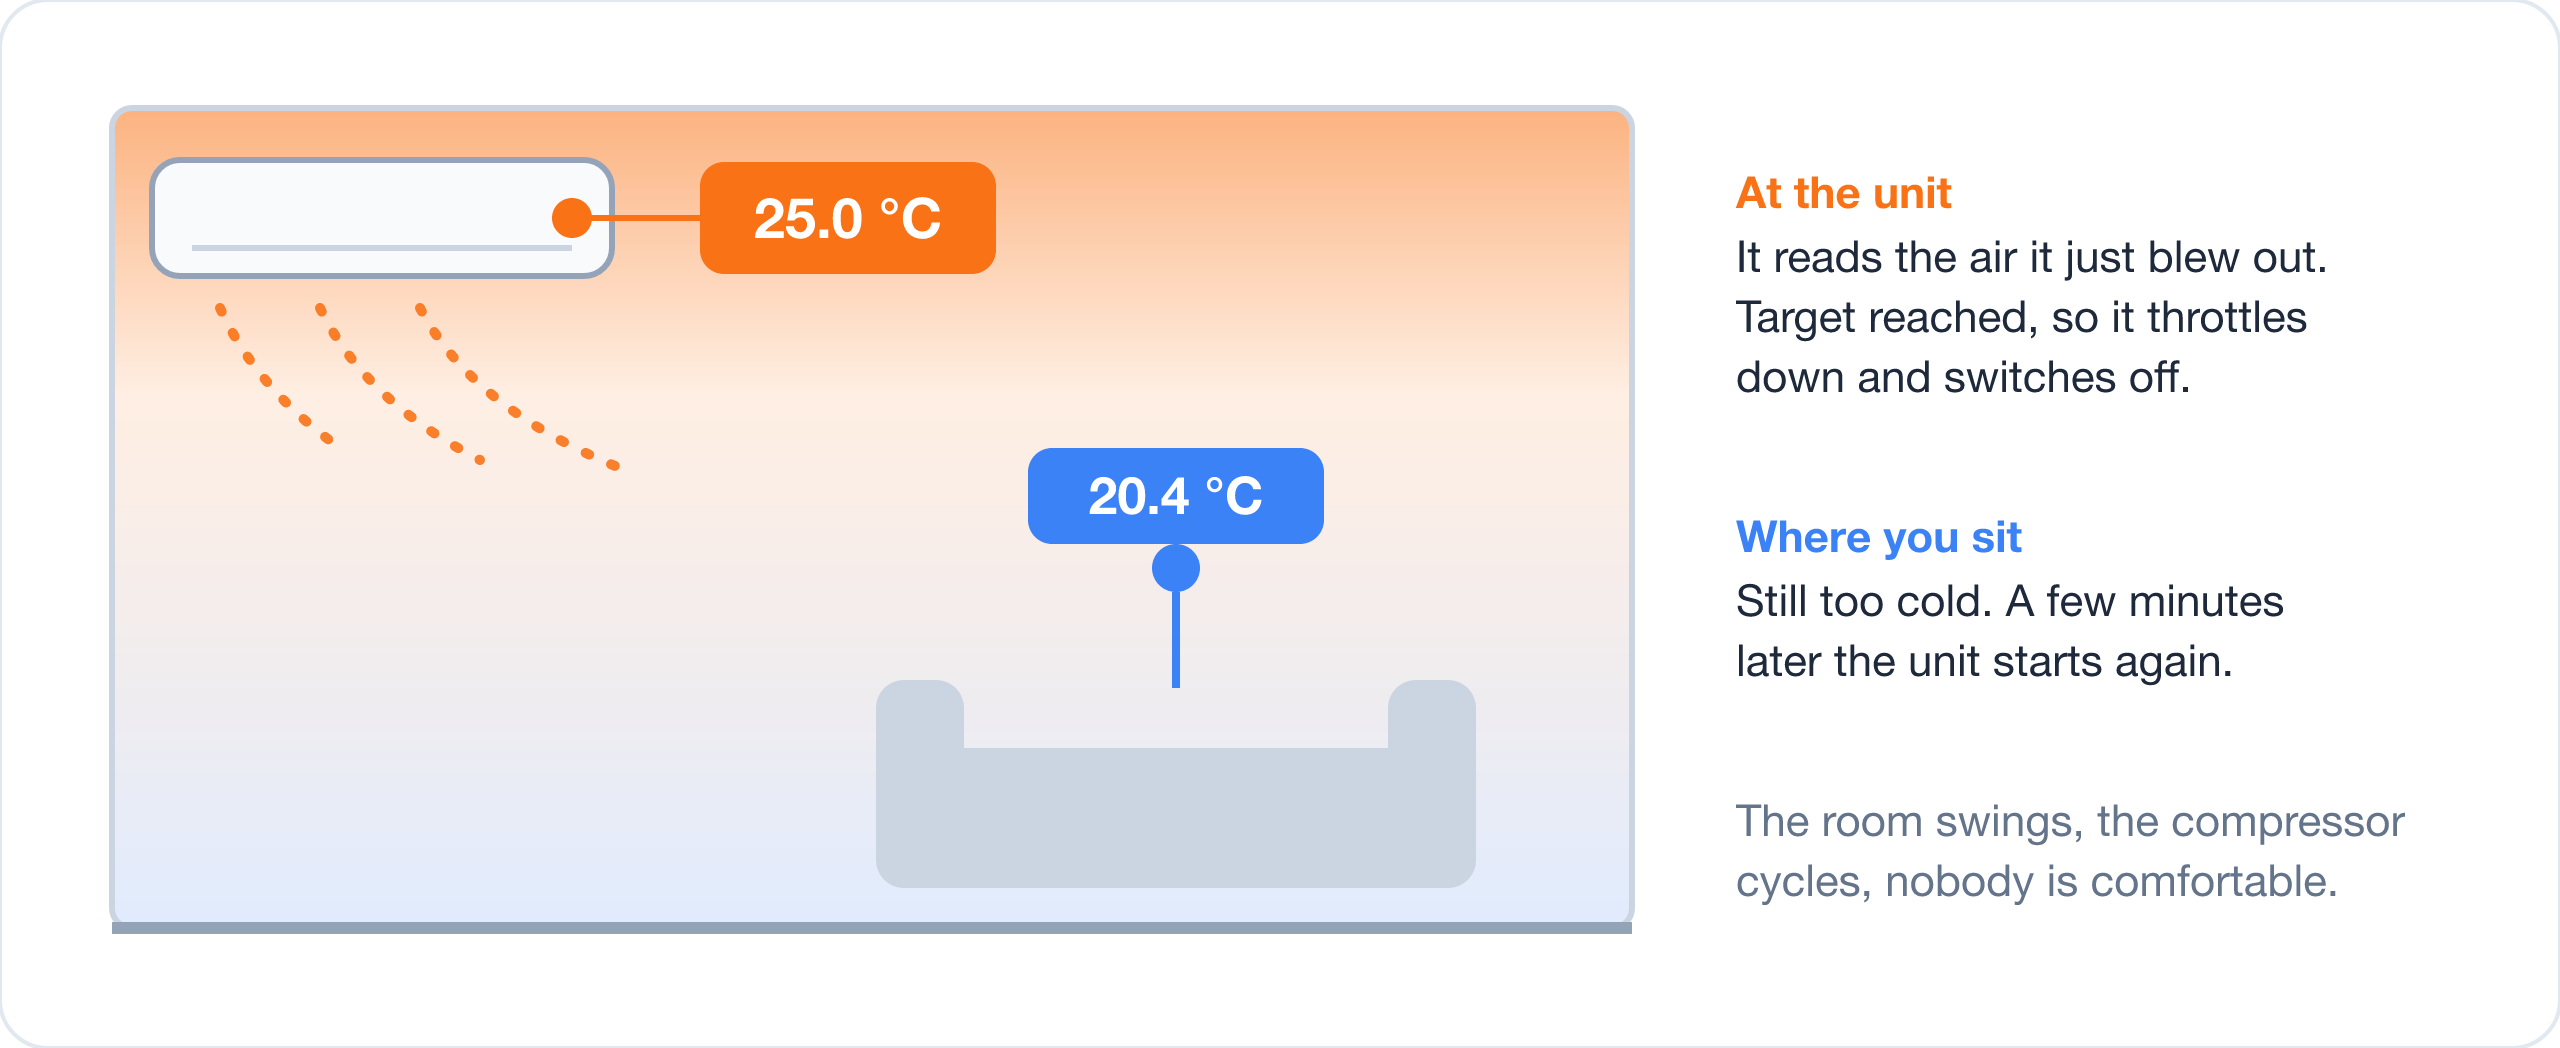 25.0 °C
20.4 °C
At the unit
It reads the air it just blew out.
Target reached, so it throttles
down and switches off.
Where you sit
Still too cold. A few minutes
later the unit starts again.
The room swings, the compressor
cycles, nobody is comfortable.